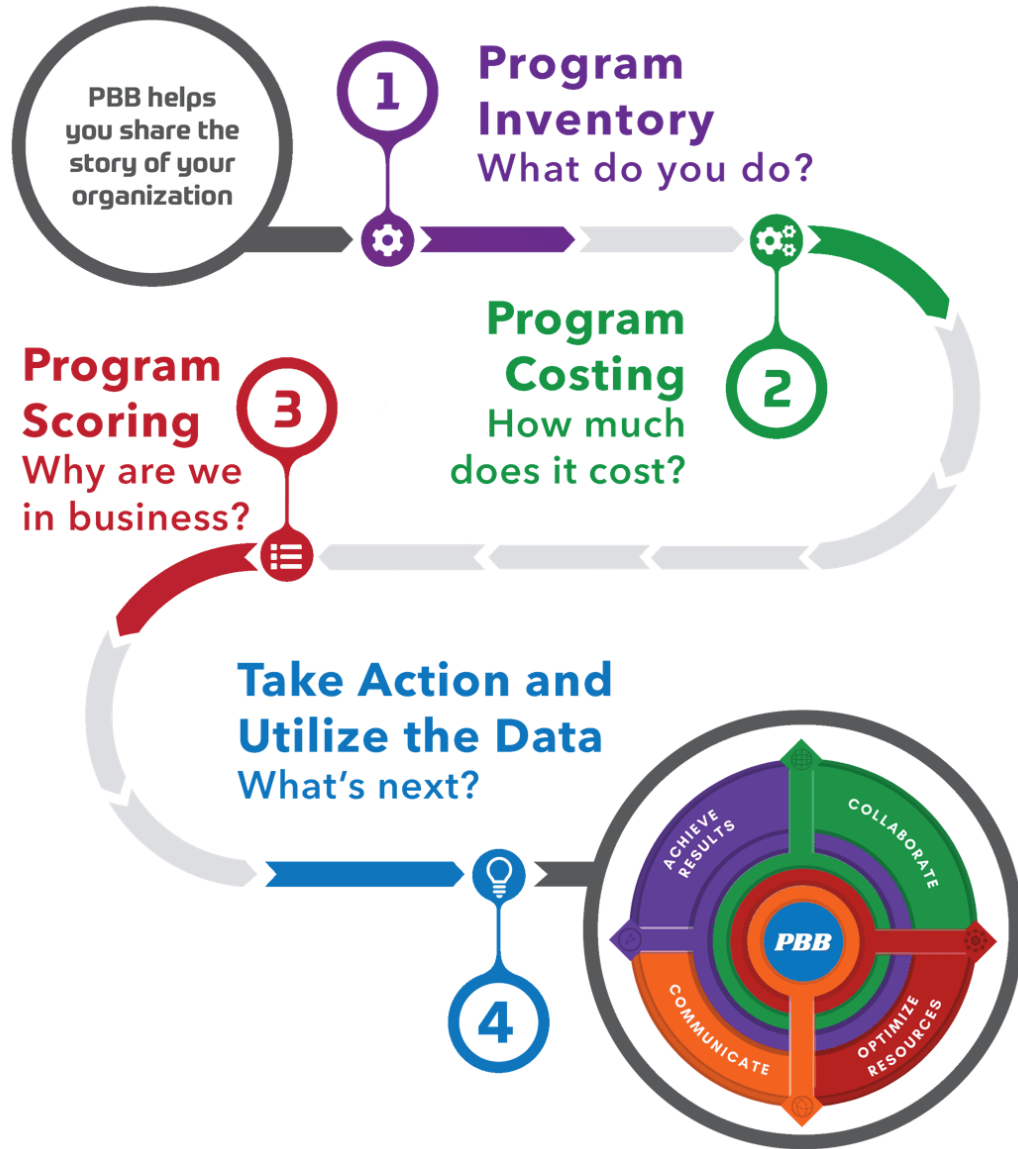 PBB helps
you share the
story of your
organization
1
Program
Inventory
What do you do?
Program
Costing
How much
does it cost?
2
Program
Scoring
Why are we
in business?
3
Take Action and
Utilize the Data
What's next?
4
ACHIEVE
RESULTS
COLLABORATE
PBB
COMMUNICATE
OPTIMIZE
RESOURCES